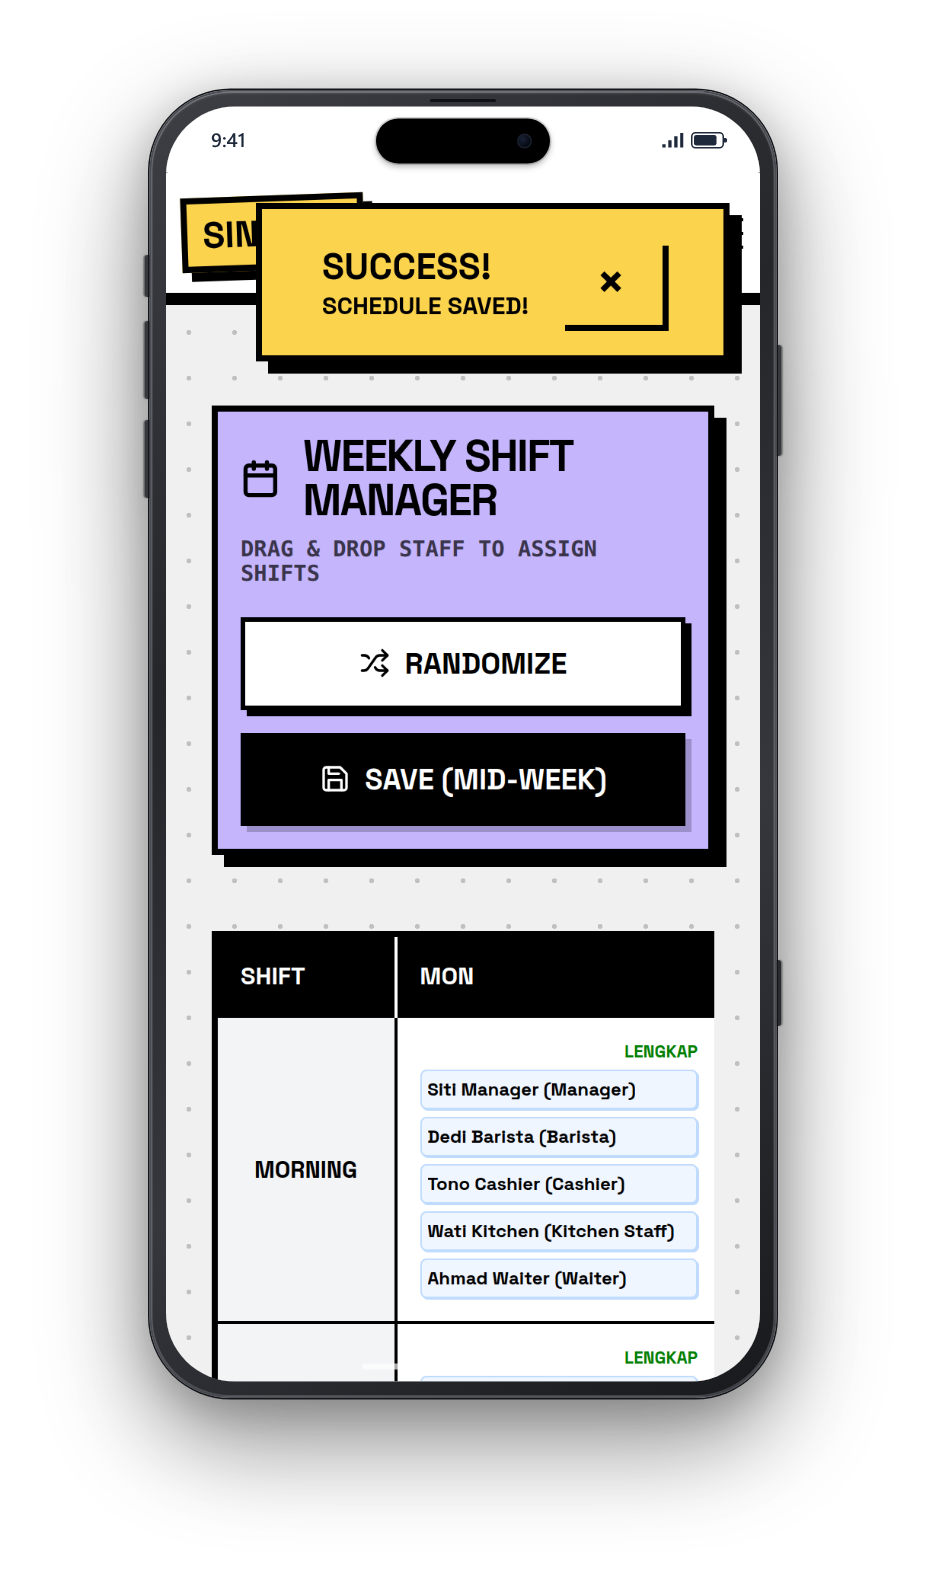 9:41
SUCCESS!
SCHEDULE SAVED!
WEEKLY SHIFT
MANAGER
DRAG & DROP STAFF TO ASSIGN
SHIFTS
RANDOMIZE
SAVE (MID-WEEK)
SHIFT MON
LENGKAP
Siti Manager (Manager)
Dedi Barista (Barista)
Tono Cashier (Cashier)
MORNING
Wati Kitchen (Kitchen Staff)
Ahmad Waiter (Waiter)
LENGKAP